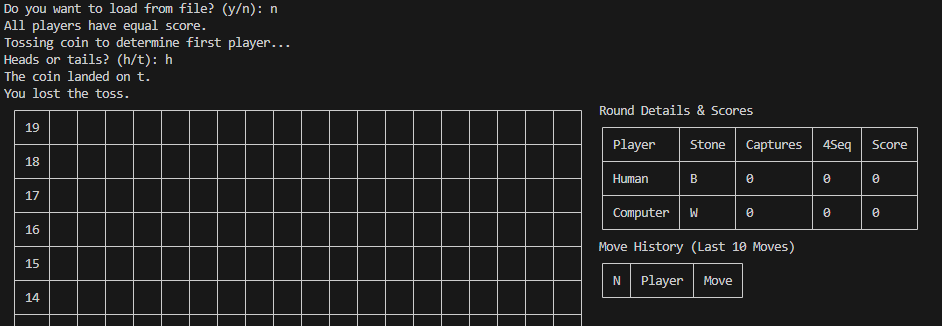 Do you want to load from file? (y/n): n
All players have equal score.
Tossing coin to determine first player...
Heads or tails? (h/t): h
The coin landed on t.
You lost the toss.
19
18
17
16
15
14
Round Details & Scores
Player Stone Captures 4Seq Score
Human B 0 0 0
Computer W 0 0 0
Move History (Last 10 Moves)
N Player Move